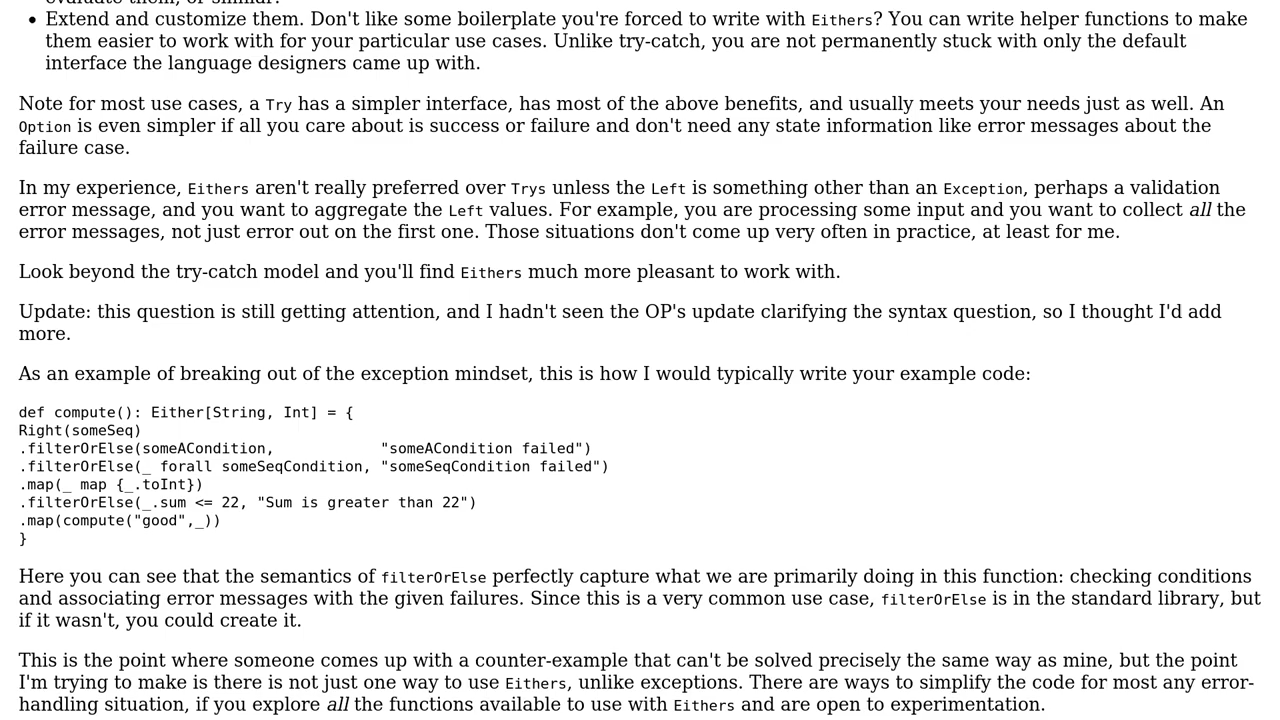 evaluate them, or similar.
• Extend and customize them. Don't like some boilerplate you're forced to write with Eithers? You can write helper functions to make
them easier to work with for your particular use cases. Unlike try-catch, you are not permanently stuck with only the default
interface the language designers came up with.
Note for most use cases, a Try has a simpler interface, has most of the above benefits, and usually meets your needs just as well. An
Option is even simpler if all you care about is success or failure and don't need any state information like error messages about the
failure case.
In my experience, Eithers aren't really preferred over Trys unless the Left is something other than an Exception, perhaps a validation
error message, and you want to aggregate the Left values. For example, you are processing some input and you want to collect all the
error messages, not just error out on the first one. Those situations don't come up very often in practice, at least for me.
Look beyond the try-catch model and you'll find Eithers much more pleasant to work with.
Update: this question is still getting attention, and I hadn't seen the OP's update clarifying the syntax question, so I thought I'd add
more.
As an example of breaking out of the exception mindset, this is how I would typically write your example code:
def compute(): Either[String, Int] = {
Right(someSeq)
.filterOrElse(someACondition,            "someACondition failed")
.filterOrElse(_ forall someSeqCondition, "someSeqCondition failed")
.map(_ map {_.toInt})
.filterOrElse(_.sum <= 22, "Sum is greater than 22")
.map(compute("good",_))
}
Here you can see that the semantics of filterOrElse perfectly capture what we are primarily doing in this function: checking conditions
and associating error messages with the given failures. Since this is a very common use case, filterOrElse is in the standard library, but
if it wasn't, you could create it.
This is the point where someone comes up with a counter-example that can't be solved precisely the same way as mine, but the point
I'm trying to make is there is not just one way to use Eithers, unlike exceptions. There are ways to simplify the code for most any error-
handling situation, if you explore all the functions available to use with Eithers and are open to experimentation.